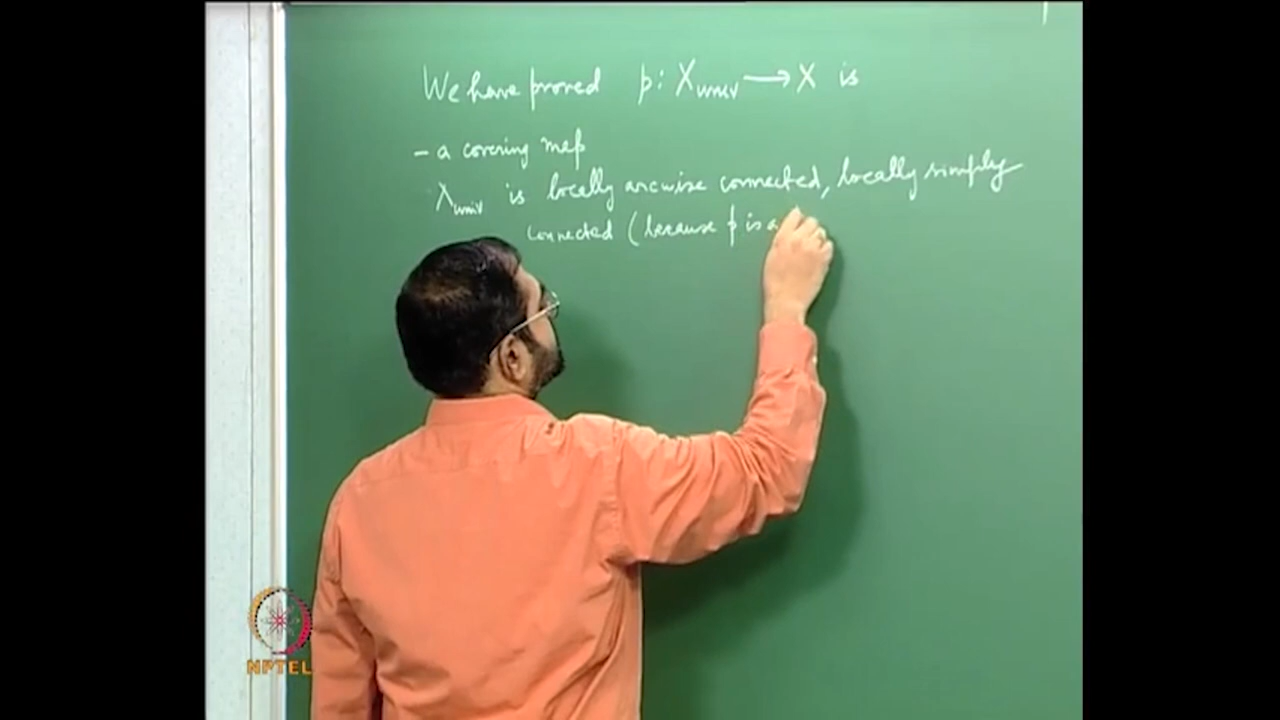 We have proved p: X_univ → X is
- a covering map
X_univ is locally arcwise connected, locally simply
connected (because p is a
NPTEL